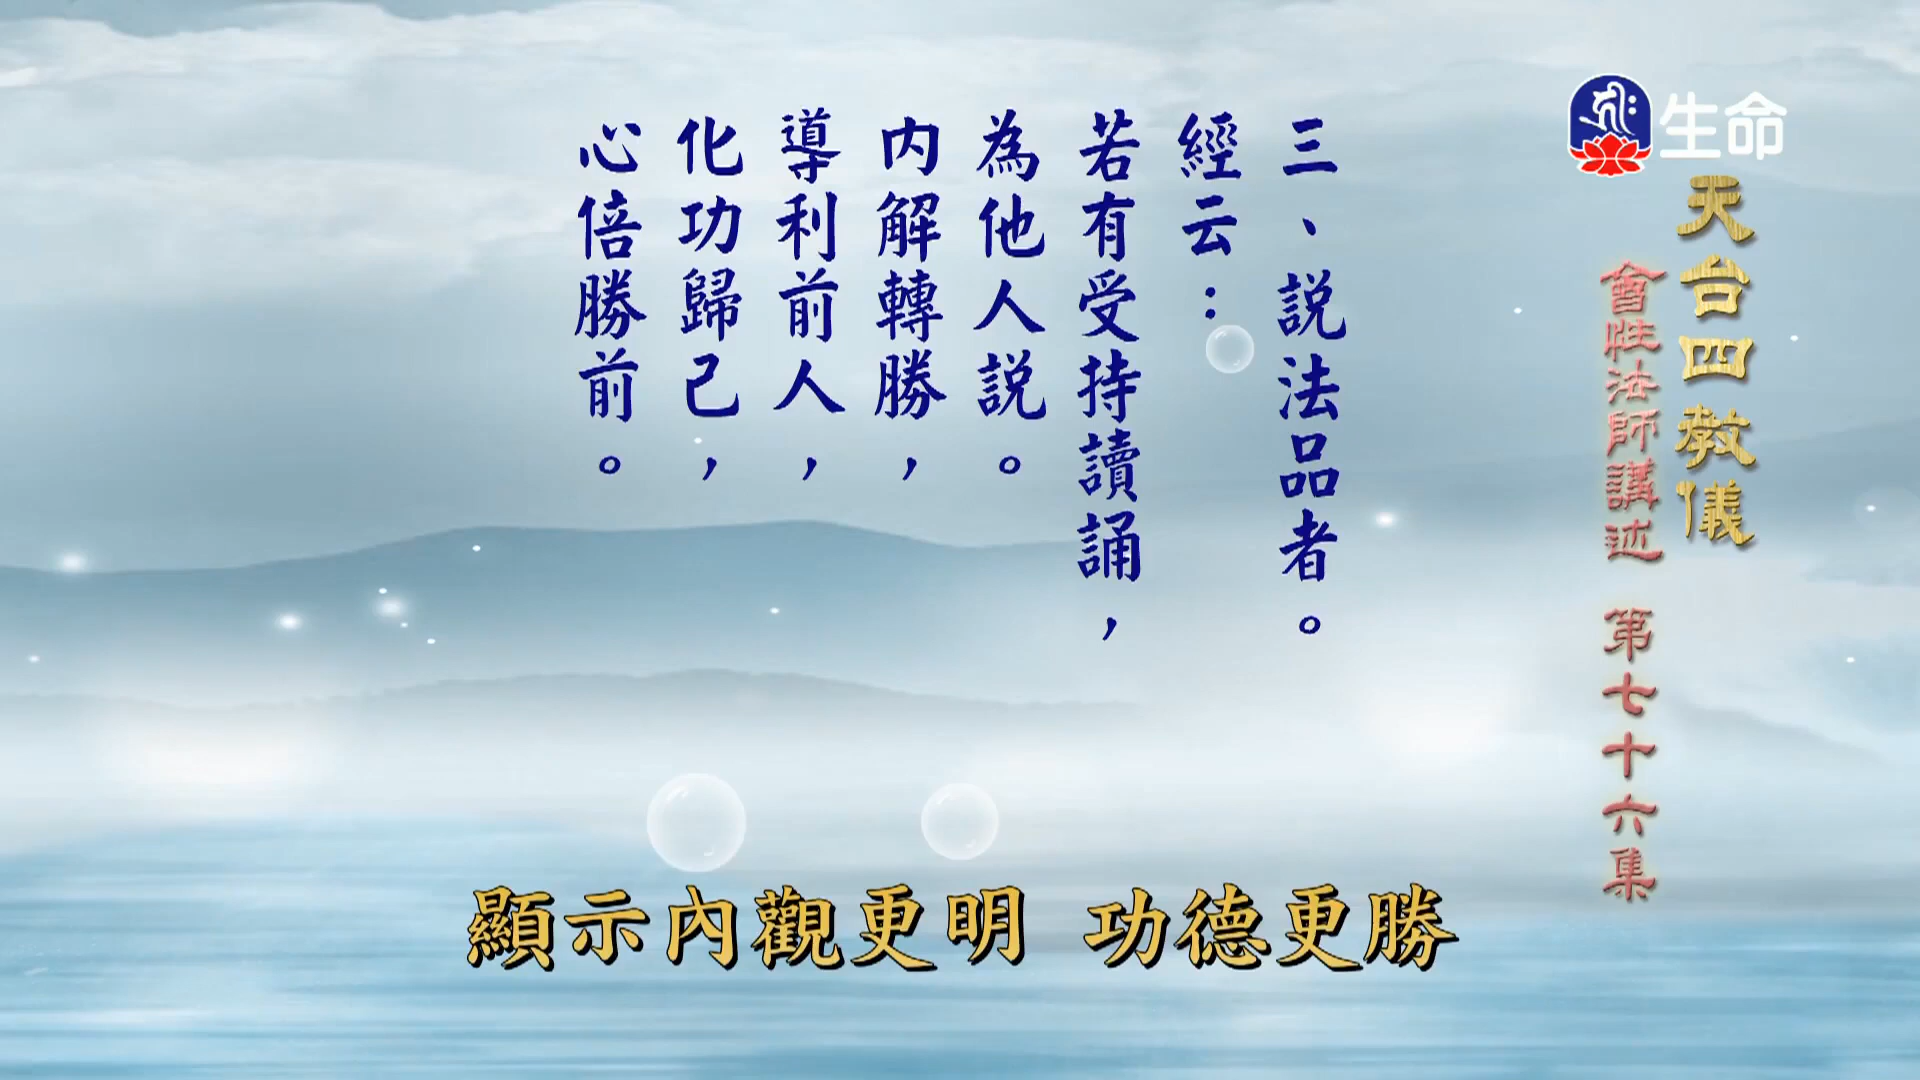 生命
天台四教儀
會性法師講述 第七十六集
三、説法品者。
經云：
若有受持讀誦，
為他人説。
内解轉勝，
導利前人，
化功歸己，
心倍勝前。
顯示內觀更明 功德更勝